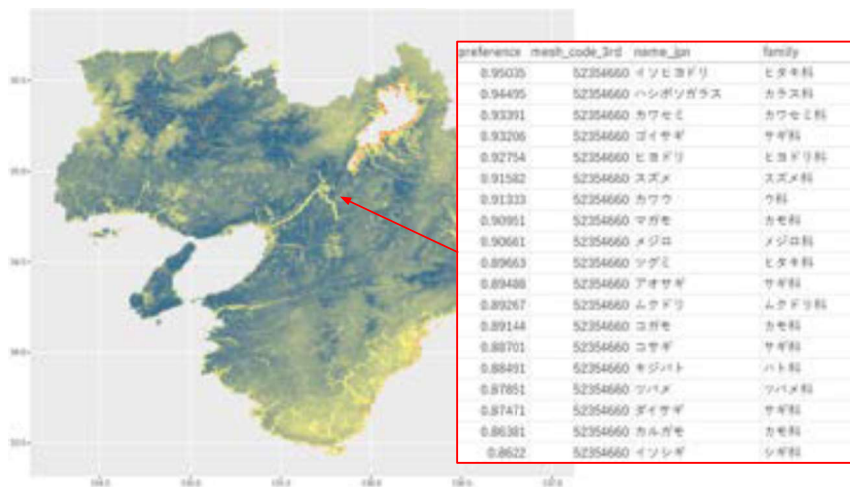 preference mesh_code_3rd name_jpn family
0.95035 52354660 イソヒヨドリ ヒタキ科
0.94495 52354660 ハシボソガラス カラス科
0.93391 52354660 カワセミ カワセミ科
0.93206 52354660 ゴイサギ サギ科
0.92754 52354660 ヒヨドリ ヒヨドリ科
0.91582 52354660 スズメ スズメ科
0.91333 52354660 カワウ ウ科
0.90951 52354660 マガモ カモ科
0.90661 52354660 メジロ メジロ科
0.89663 52354660 ツグミ ヒタキ科
0.89488 52354660 アオサギ サギ科
0.89267 52354660 ムクドリ ムクドリ科
0.89144 52354660 コガモ カモ科
0.88701 52354660 コサギ サギ科
0.88491 52354660 キジバト ハト科
0.87851 52354660 ツバメ ツバメ科
0.87471 52354660 ダイサギ サギ科
0.86381 52354660 カルガモ カモ科
0.8622 52354660 イソシギ シギ科